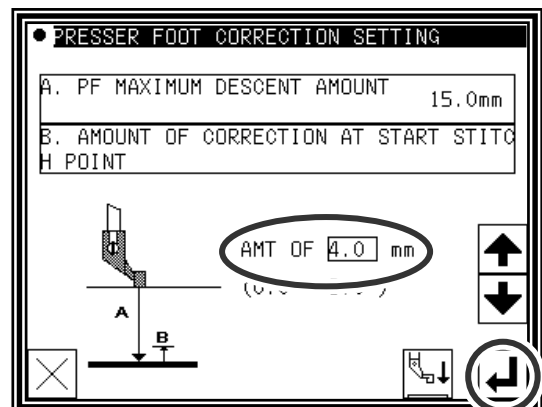 PRESSER FOOT CORRECTION SETTING
A. PF MAXIMUM DESCENT AMOUNT
15.0mm
B. AMOUNT OF CORRECTION AT START STITC
H POINT
AMT OF 4.0 mm
A
B